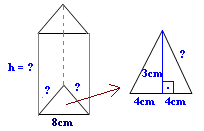 h = ?
? ?
8cm
?
3cm
4cm 4cm